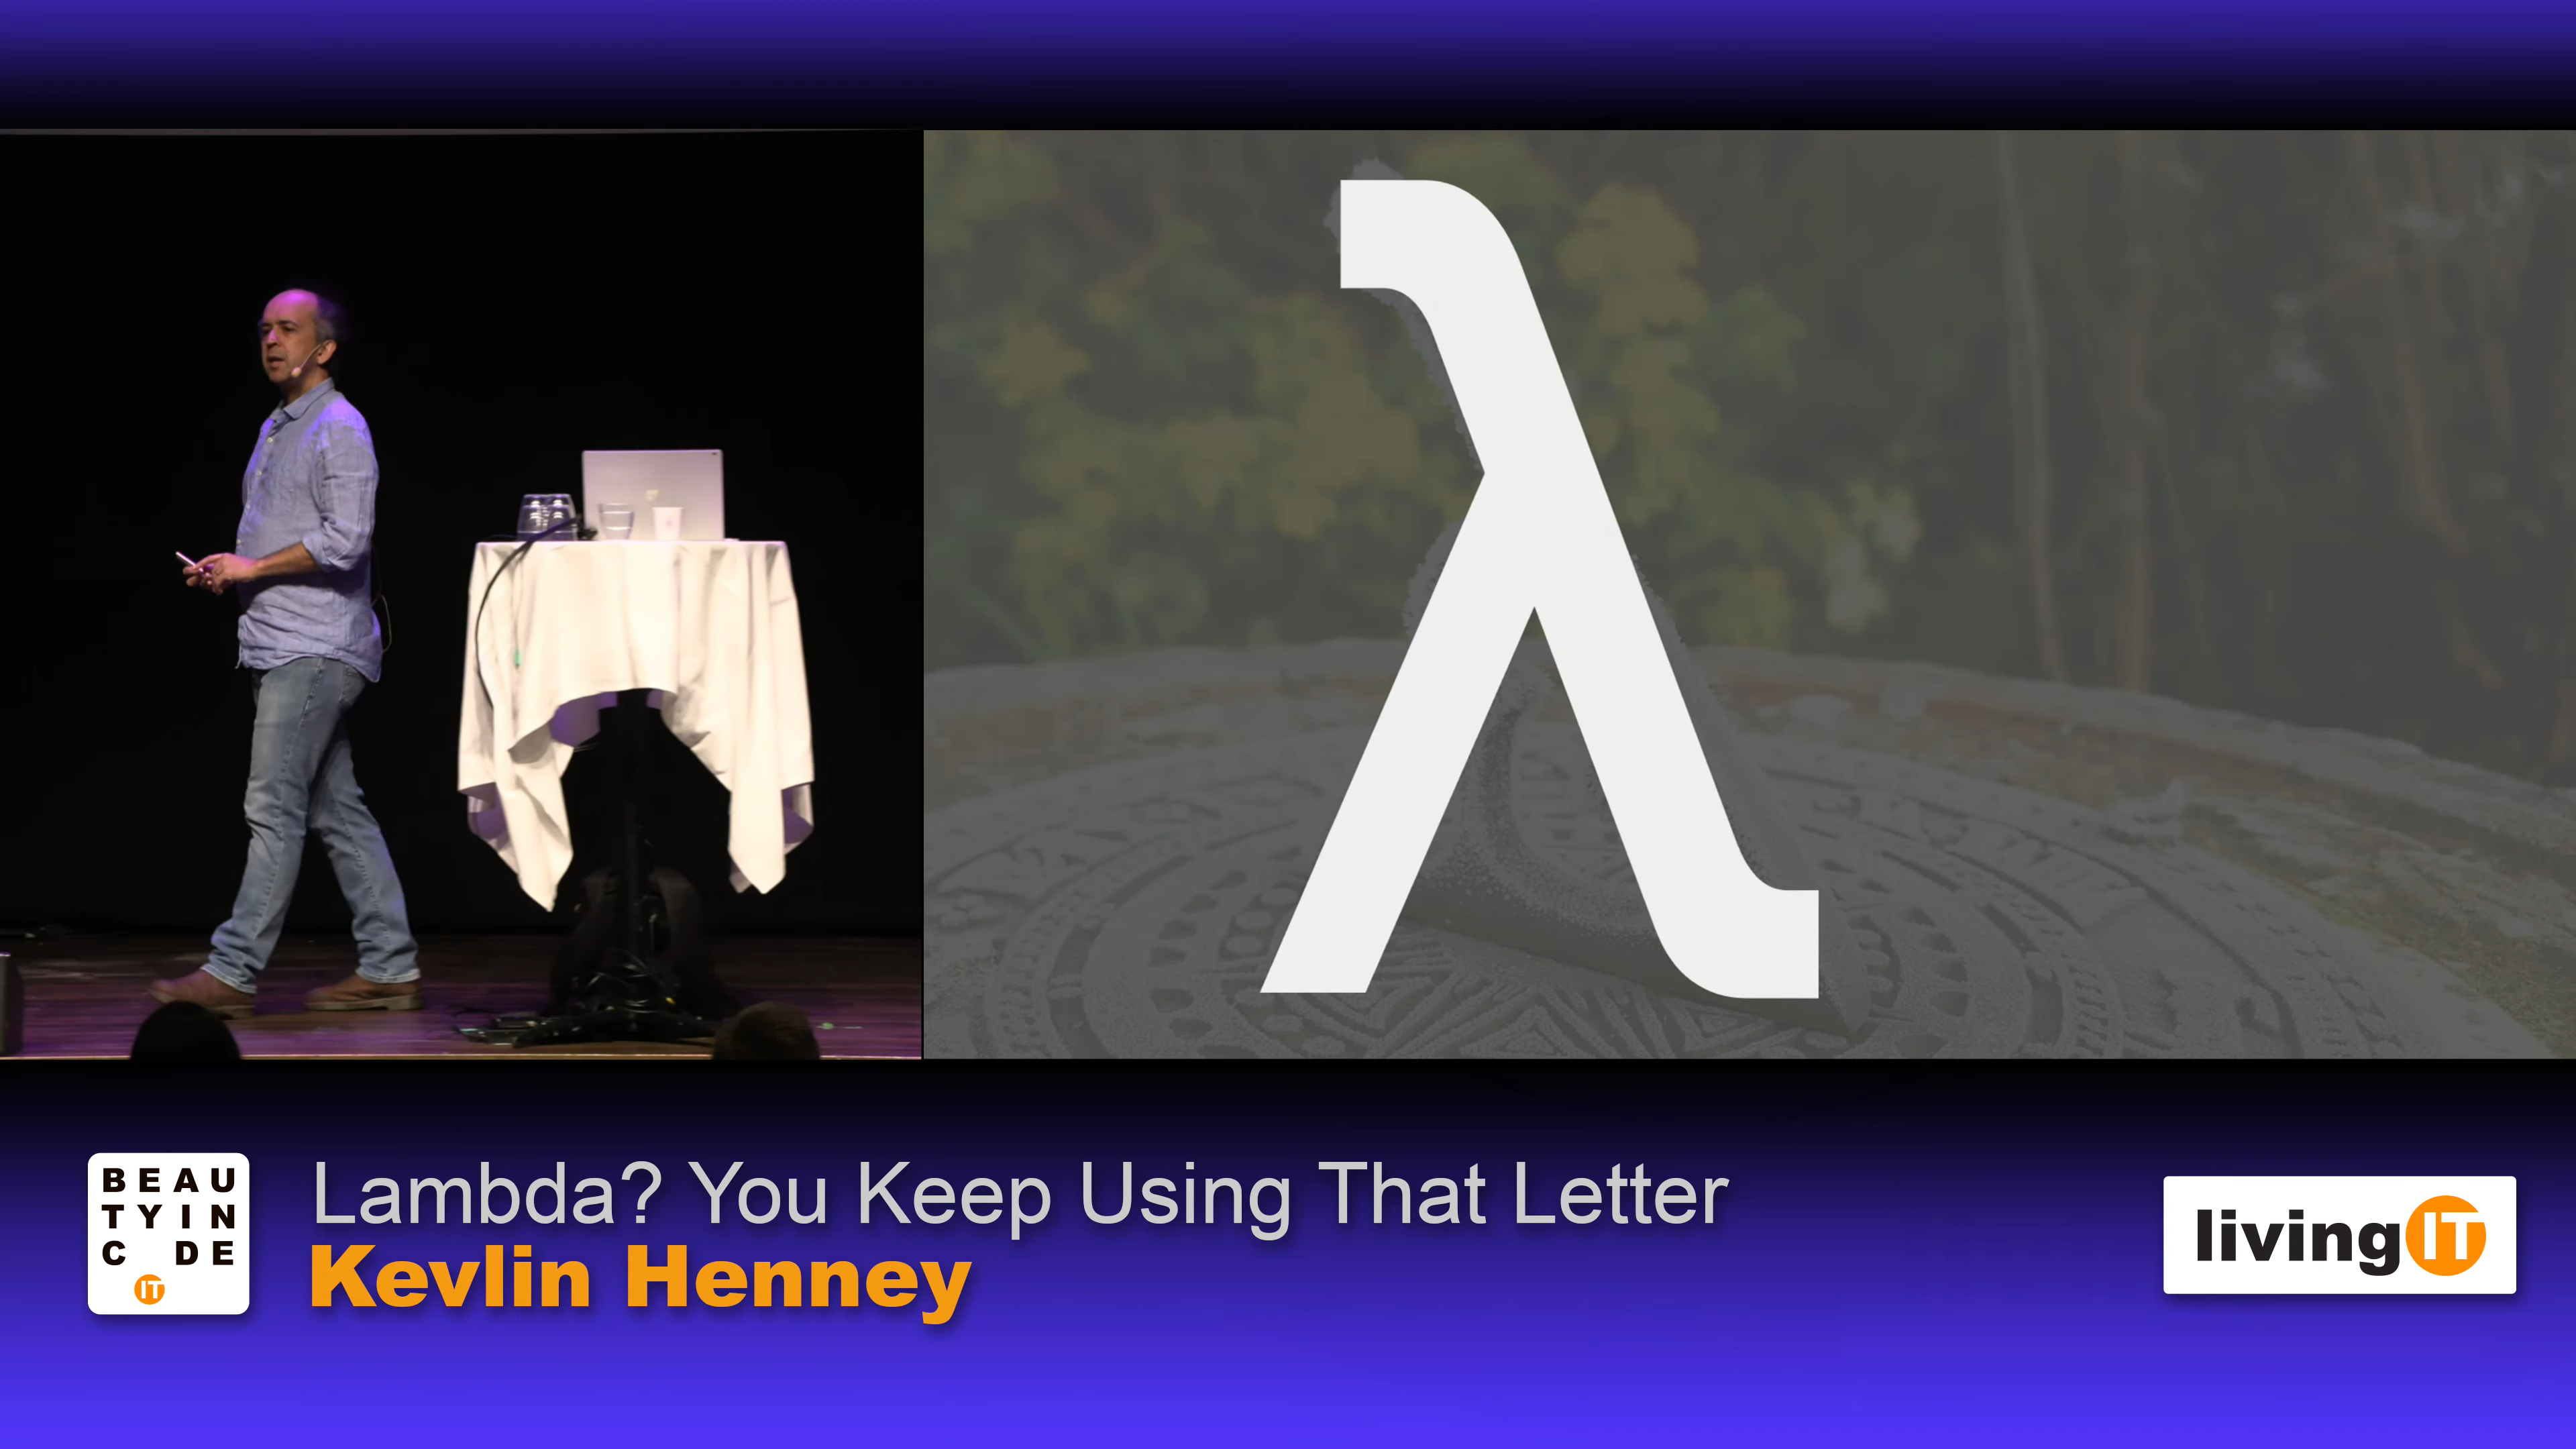 λ
BEAU
TYIN
C DE
IT
Lambda? You Keep Using That Letter
Kevlin Henney
livingIT